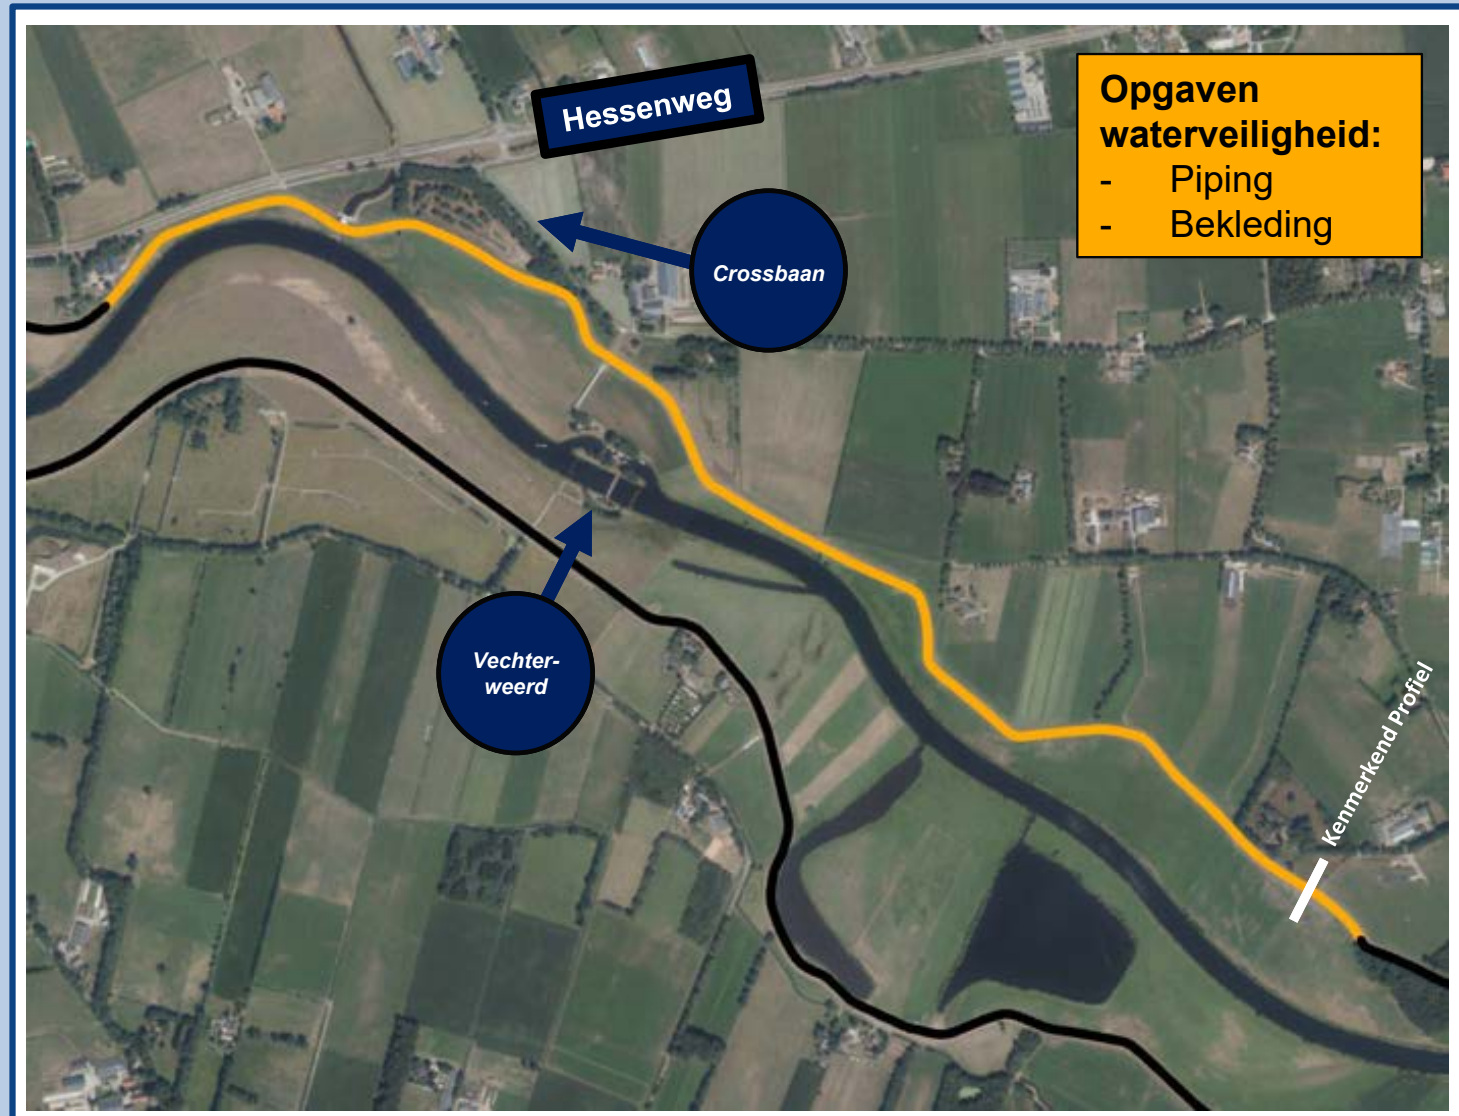 Hessenweg
Opgaven
waterveiligheid:
- Piping
- Bekleding
Crossbaan
Vechter-
weerd
Kenmerkend Profiel